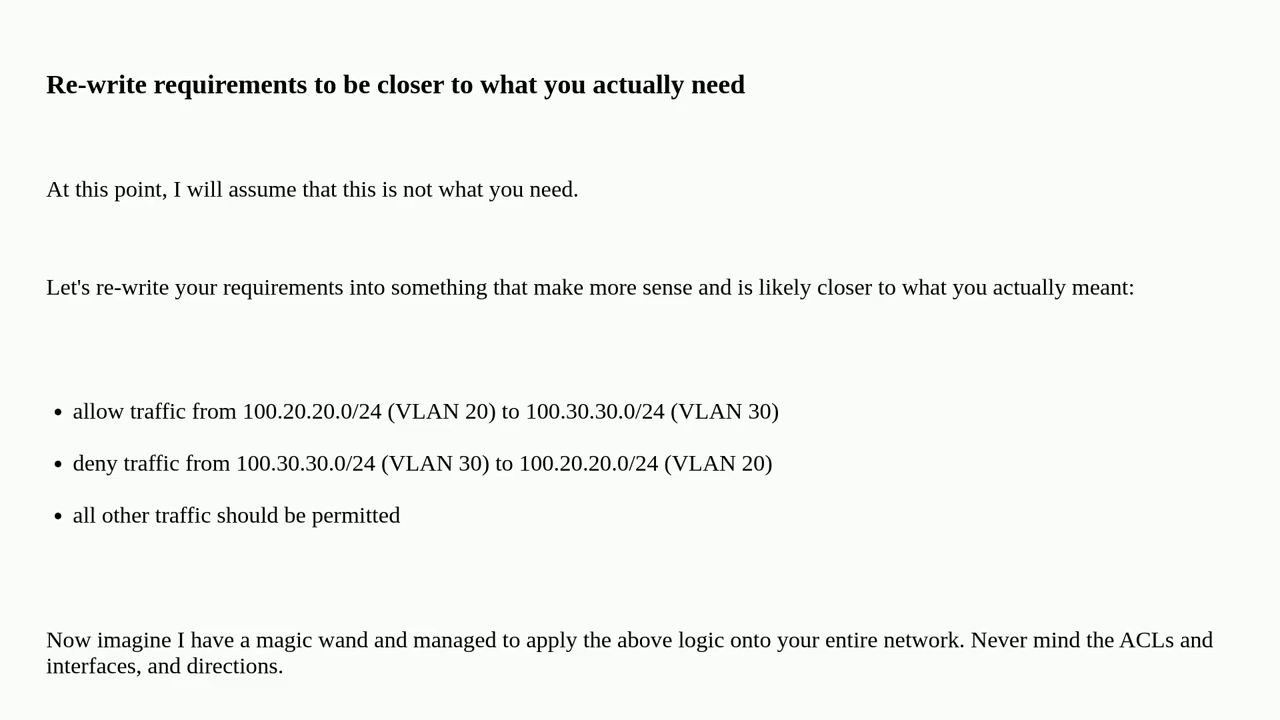 Re-write requirements to be closer to what you actually need
At this point, I will assume that this is not what you need.
Let's re-write your requirements into something that make more sense and is likely closer to what you actually meant:
• allow traffic from 100.20.20.0/24 (VLAN 20) to 100.30.30.0/24 (VLAN 30)
• deny traffic from 100.30.30.0/24 (VLAN 30) to 100.20.20.0/24 (VLAN 20)
• all other traffic should be permitted
Now imagine I have a magic wand and managed to apply the above logic onto your entire network. Never mind the ACLs and
interfaces, and directions.